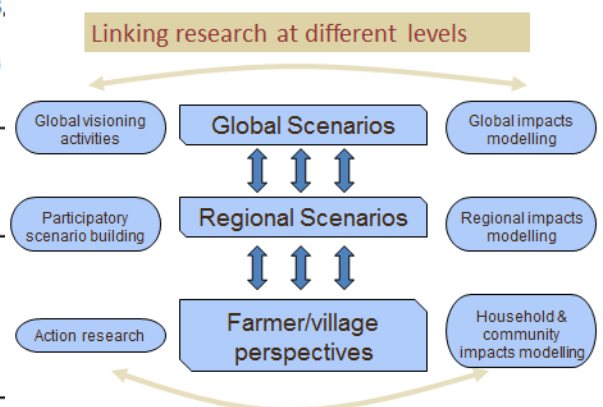 Linking research at different levels
Global visioning
activities
Global Scenarios
Global impacts
modelling
Participatory
scenario building
Regional Scenarios
Regional impacts
modelling
Action research
Farmer/village
perspectives
Household &
community
impacts modelling